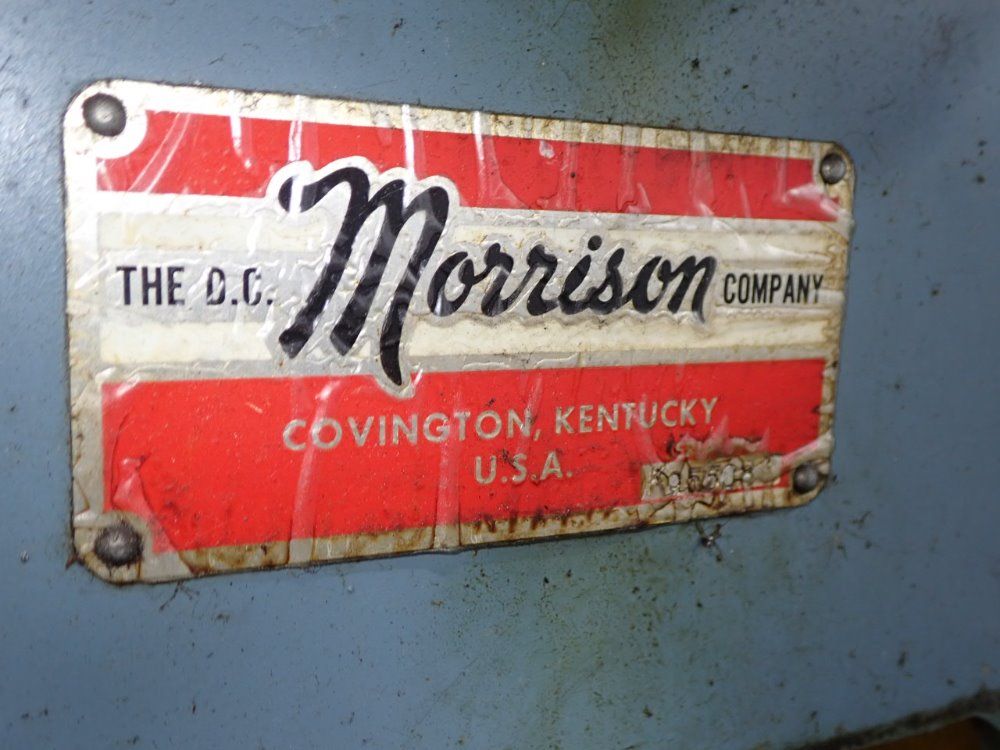 THE D.C. Morrison COMPANY
COVINGTON, KENTUCKY
U.S.A.